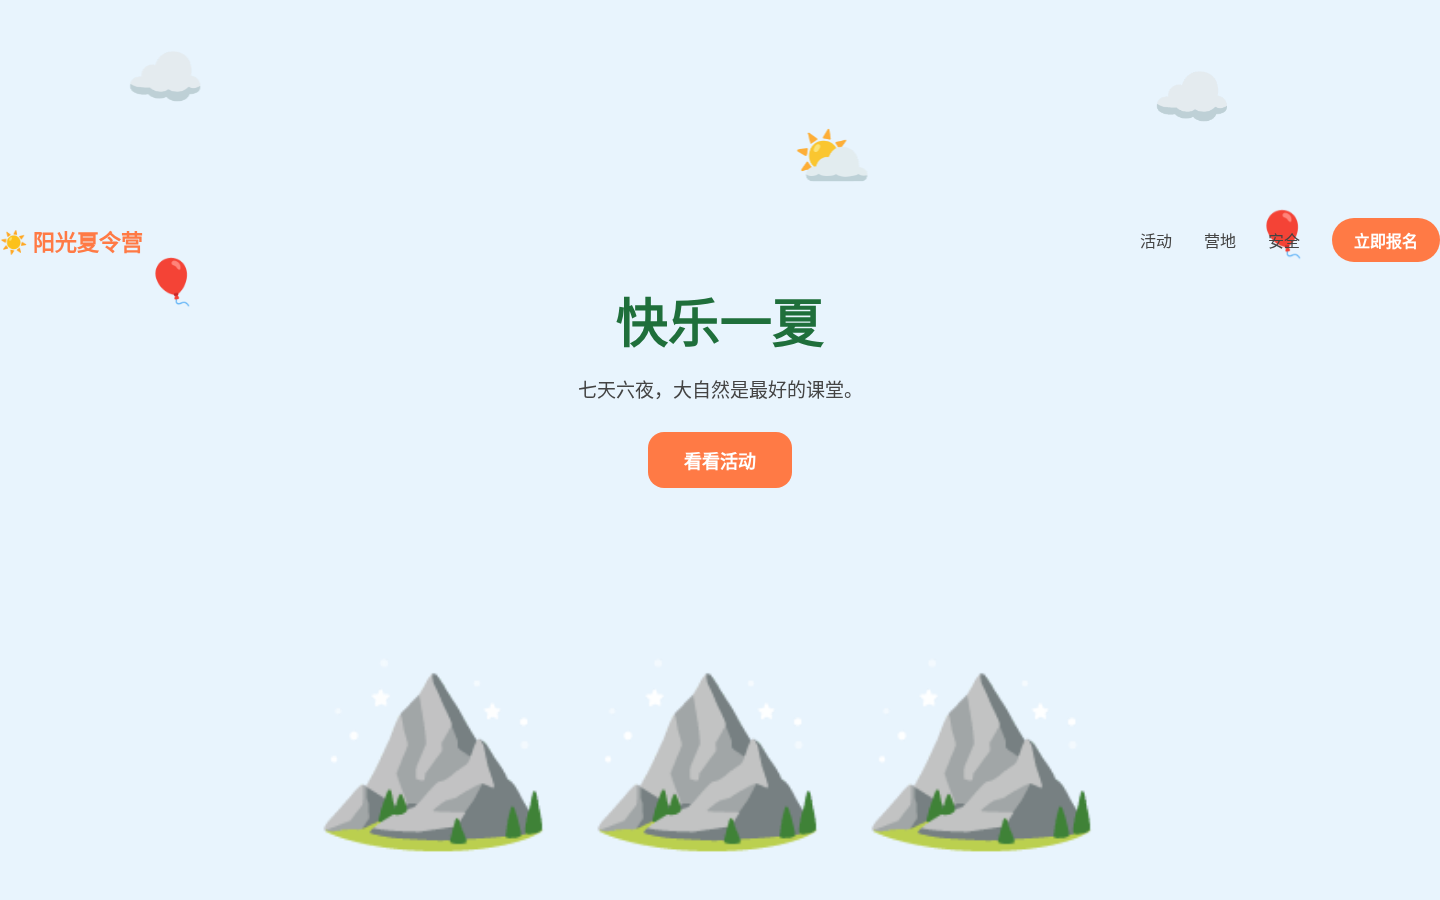 阳光夏令营
活动 营地 安全 立即报名
快乐一夏
七天六夜，大自然是最好的课堂。
看看活动